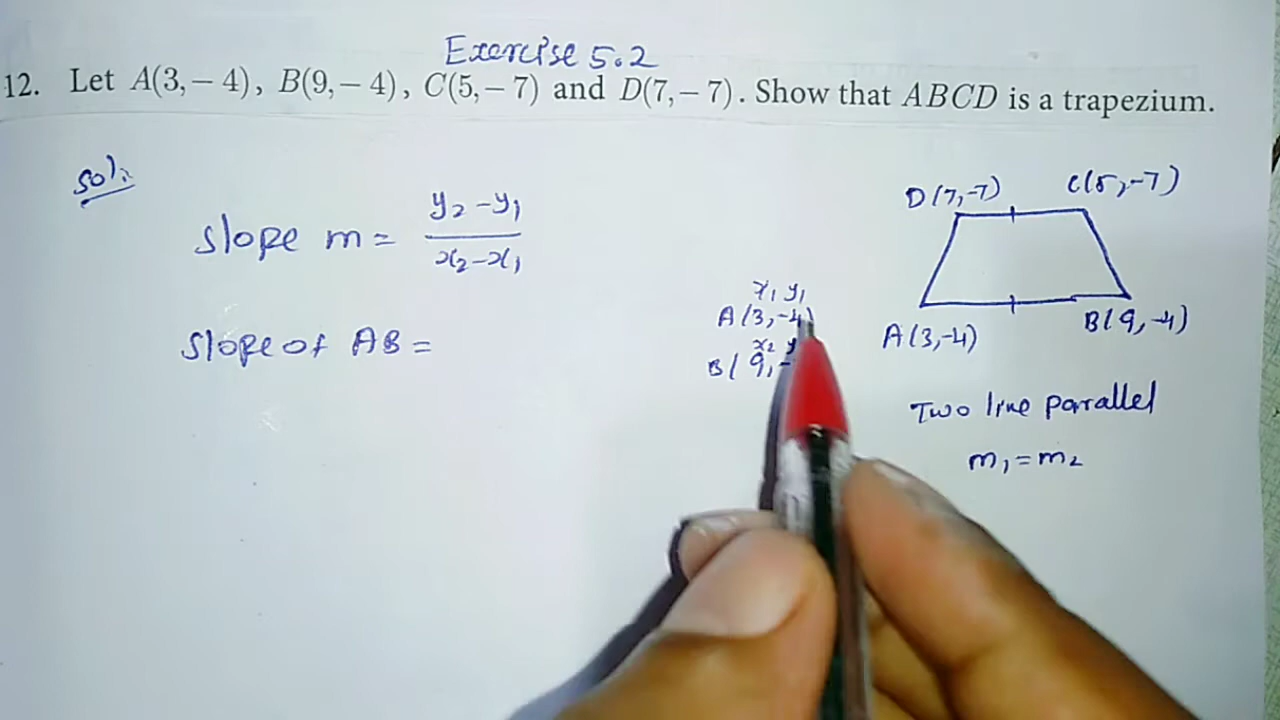 Exercise 5.2
12. Let A(3,− 4), B(9,− 4), C(5,− 7) and D(7,− 7). Show that ABCD is a trapezium.
Sol:
D(7,-7) C(5,-7)
Slope m = y₂-y₁ / x₂-x₁
x₁ y₁
A(3,-4)
x₂ y
B(9,-
Slope of AB =
A(3,-4) B(9,-4)
Two line parallel
m₁ = m₂